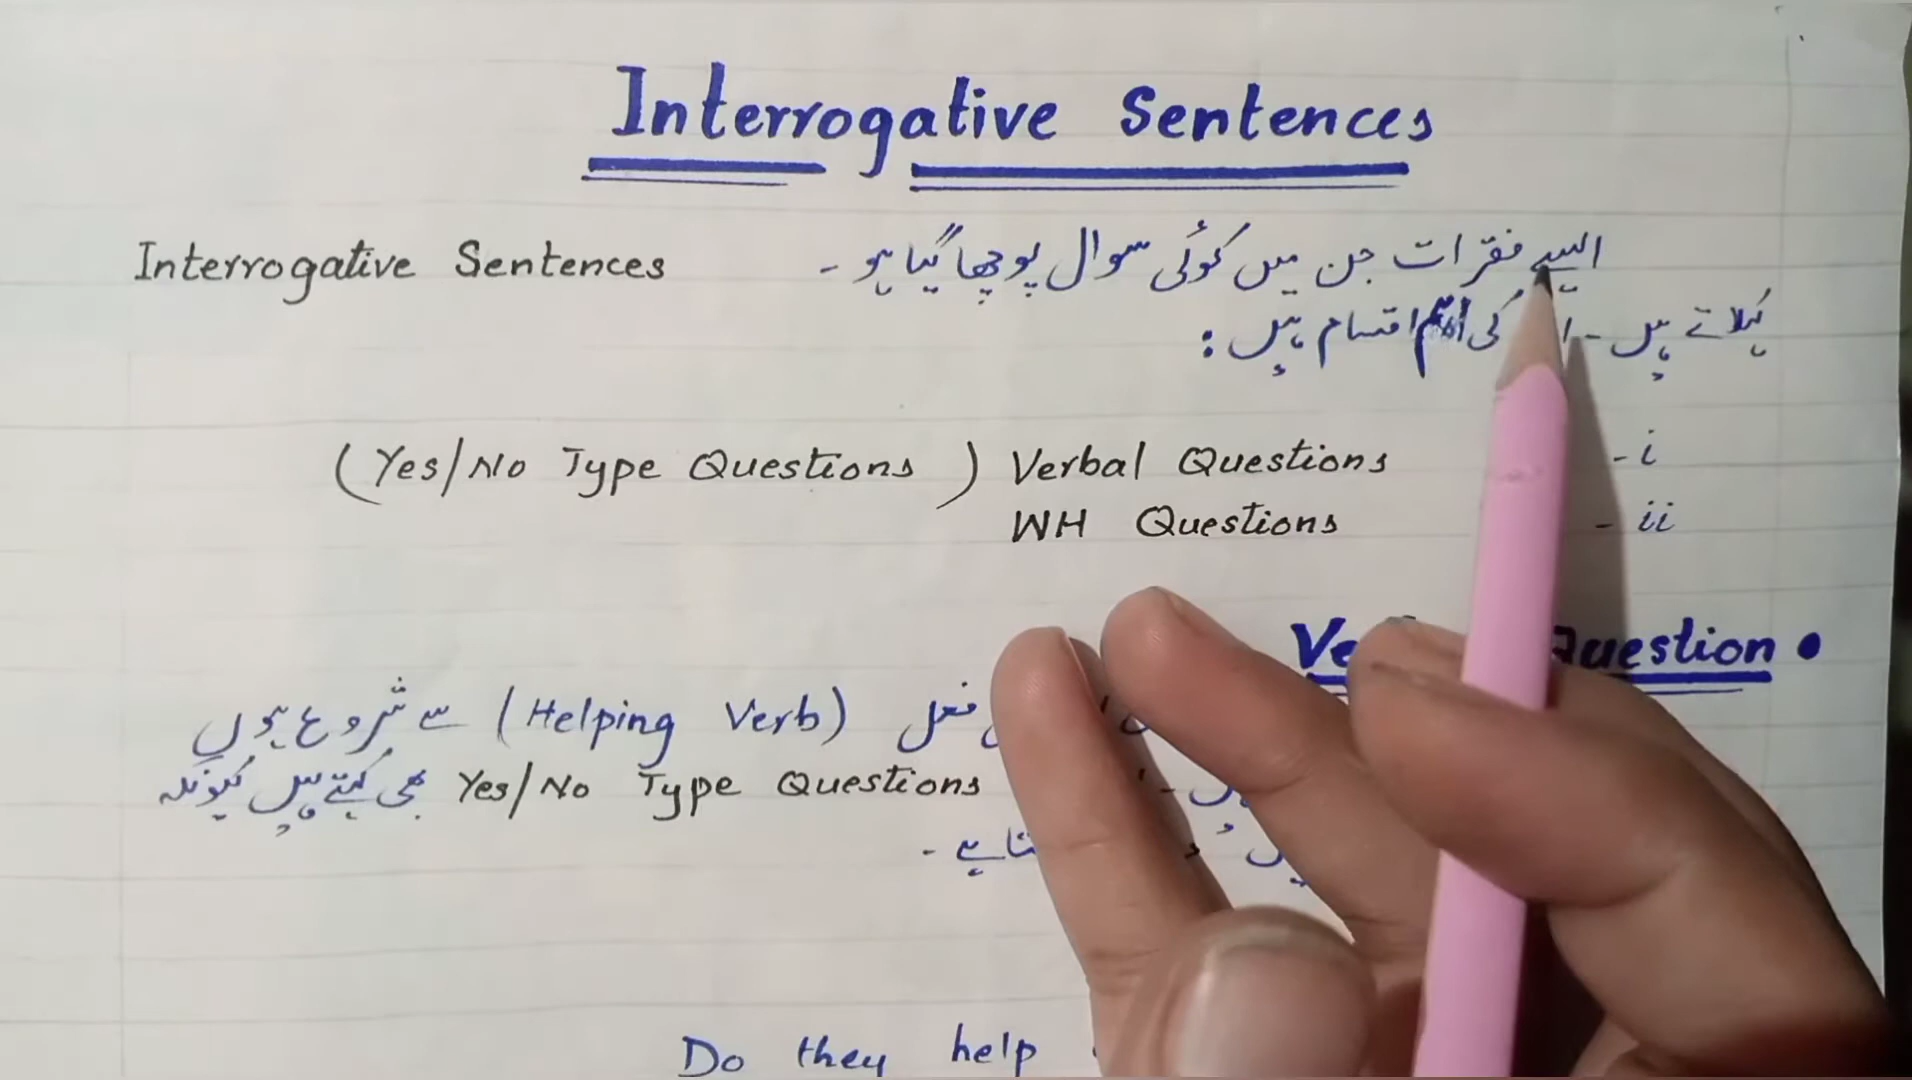 Interrogative Sentences
ایسے فقرات جن میں کوئی سوال پوچھا گیا ہو - Interrogative Sentences
کہلاتے ہیں - کی اقسام ہیں :
i - Verbal Questions (Yes/No Type Questions)
ii - WH Questions
• Question
فعل (Helping Verb) سے شروع ہوں
Yes/No Type Questions بھی کہتے ہیں کیونکہ
Do they help